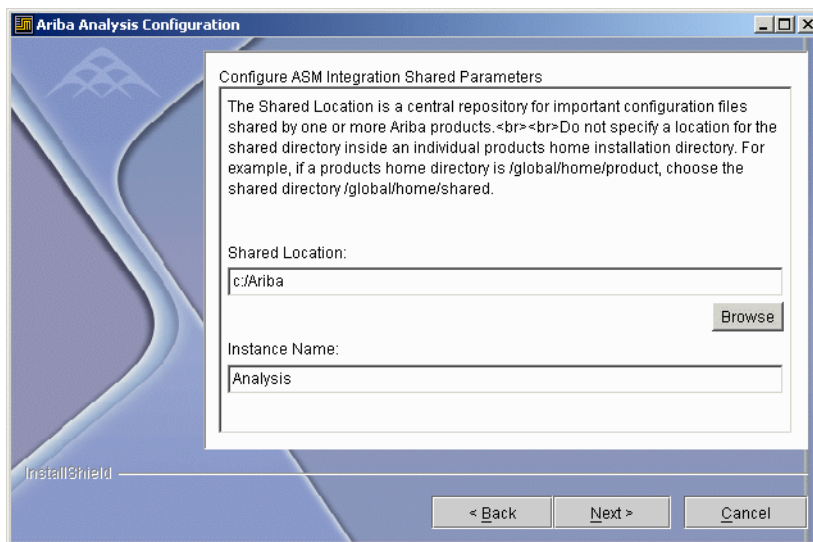 Ariba Analysis Configuration
Configure ASM Integration Shared Parameters
The Shared Location is a central repository for important configuration files
shared by one or more Ariba products.<br><br>Do not specify a location for the
shared directory inside an individual products home installation directory. For
example, if a products home directory is /global/home/product, choose the
shared directory /global/home/shared.
Shared Location:
c:/Ariba
Browse
Instance Name:
Analysis
InstallShield
< Back
Next >
Cancel